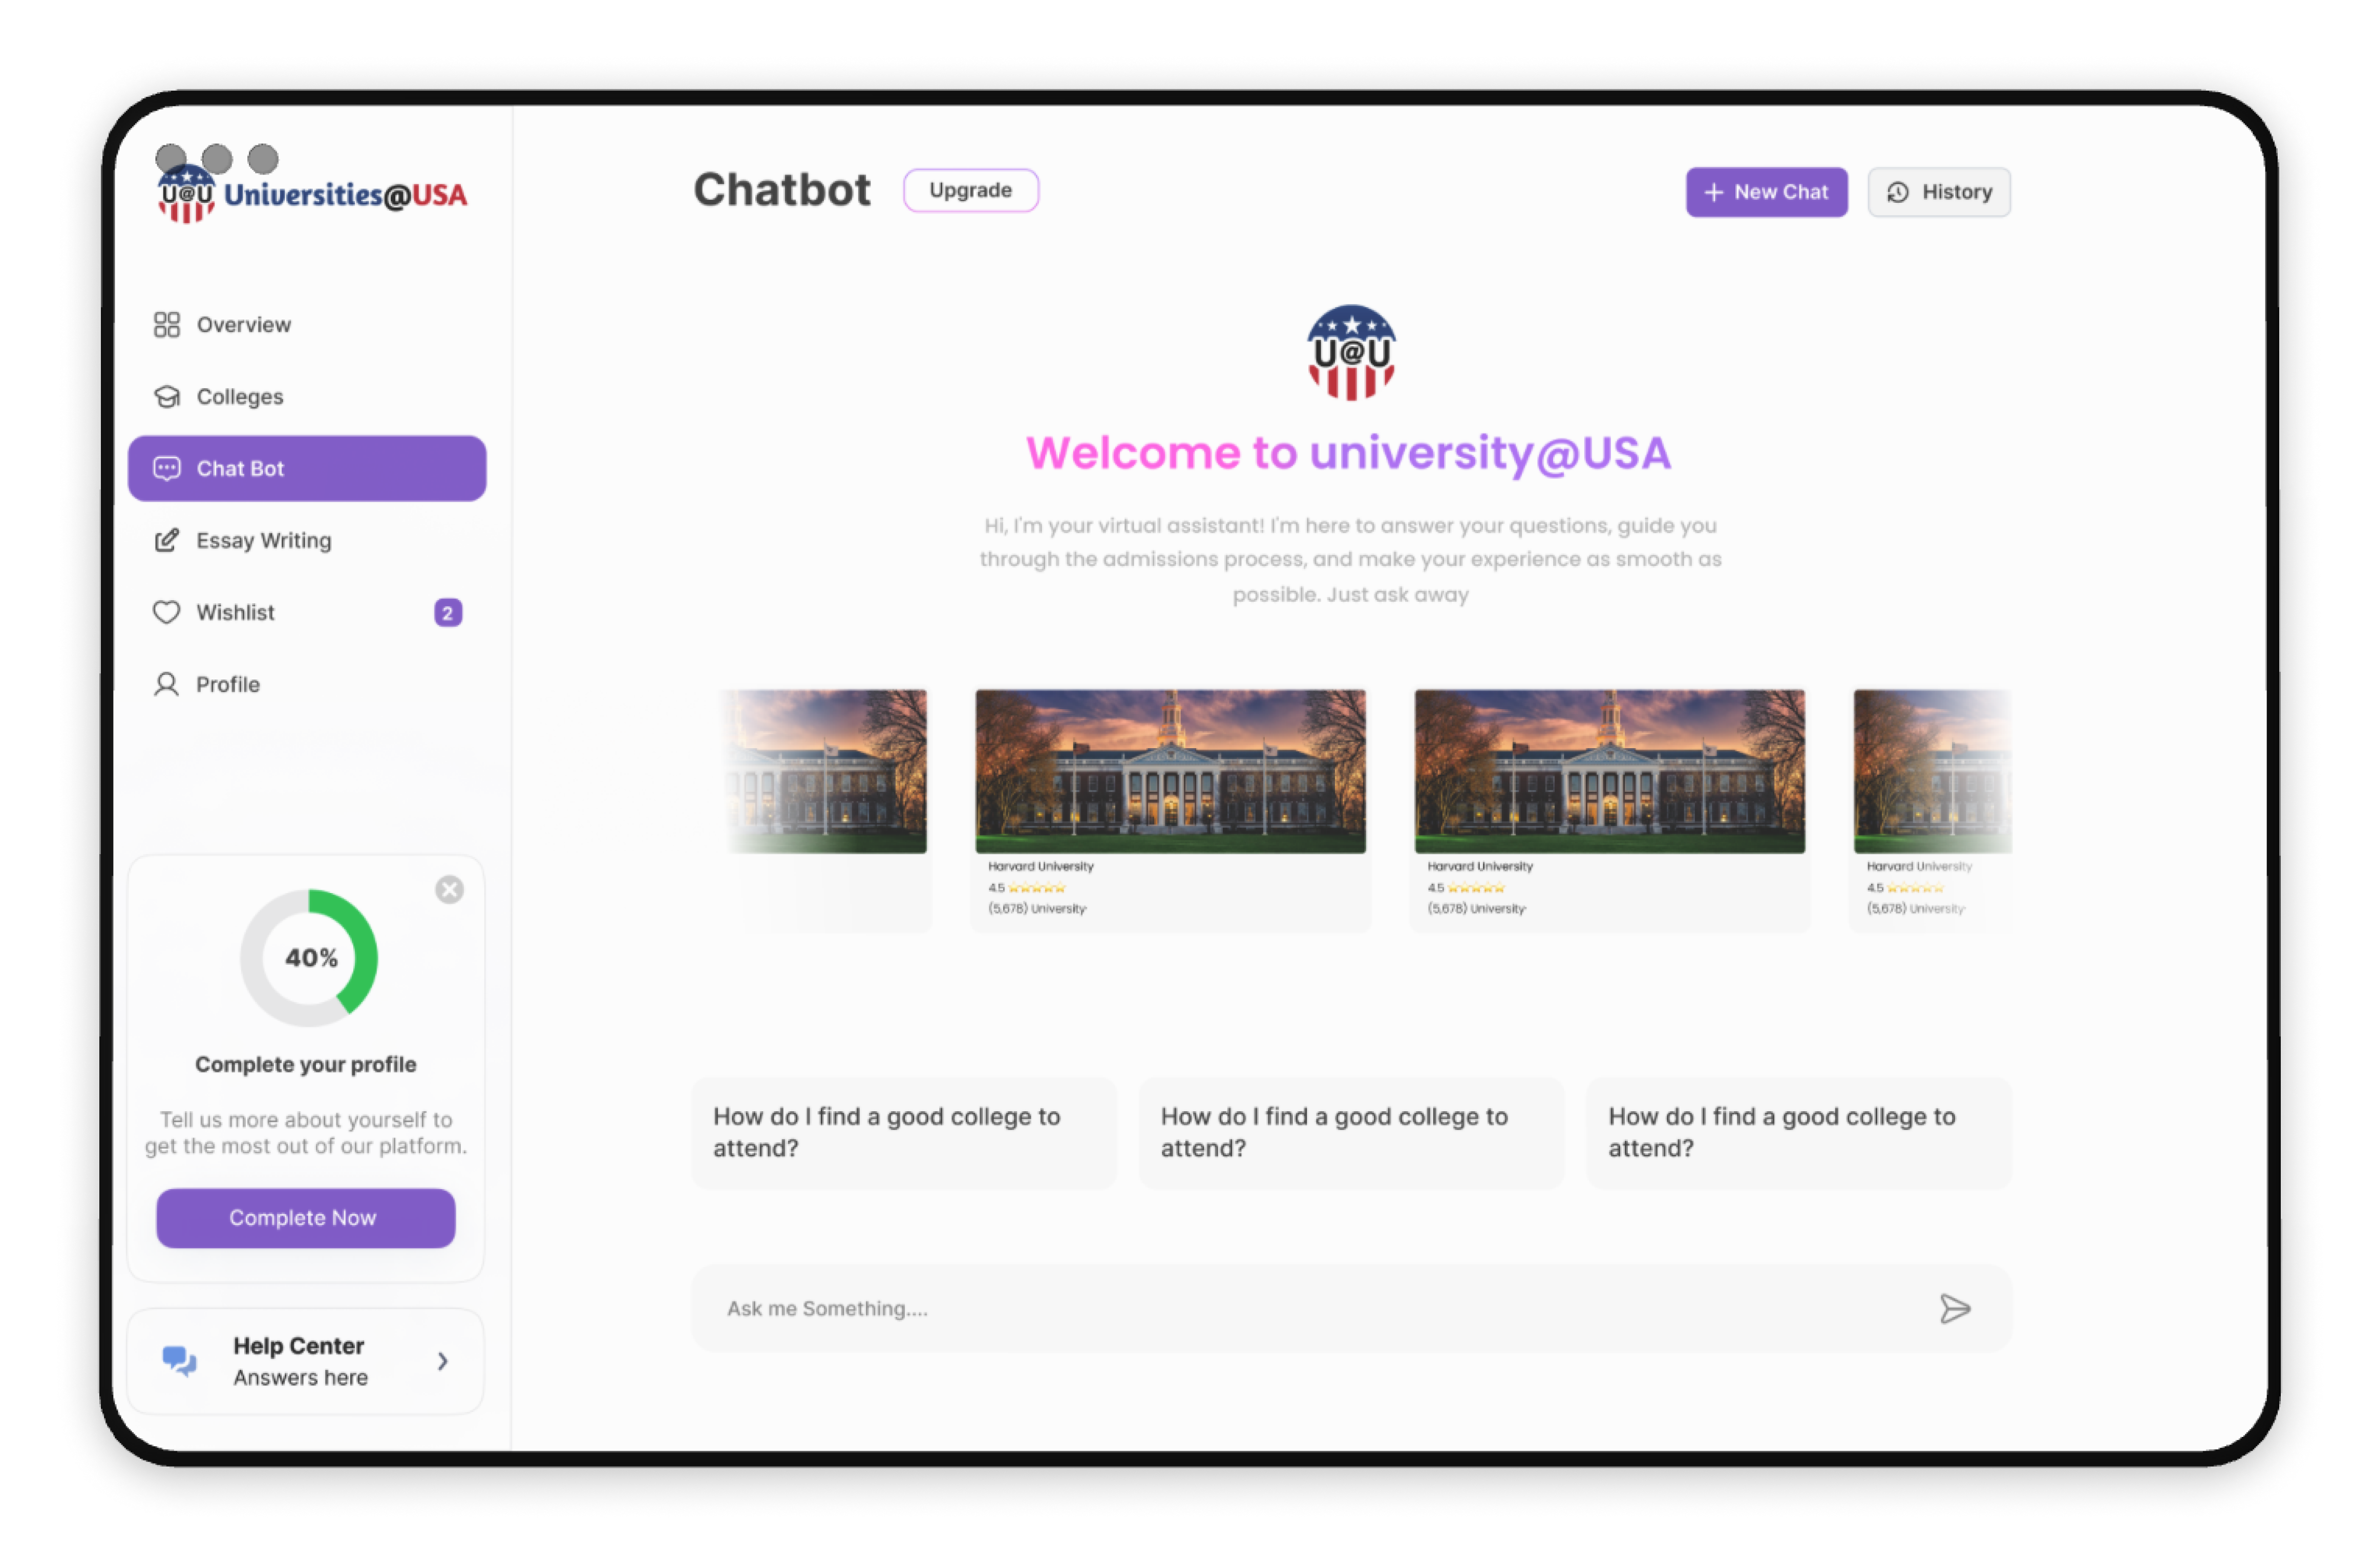 U@U Universities@USA
Overview
Colleges
Chat Bot
Essay Writing
Wishlist
2
Profile
40%
Complete your profile
Tell us more about yourself to
get the most out of our platform.
Complete Now
Help Center
Answers here
Chatbot
Upgrade
+ New Chat
History
U@U
Welcome to university@USA
Hi, I'm your virtual assistant! I'm here to answer your questions, guide you
through the admissions process, and make your experience as smooth as
possible. Just ask away
Harvard University
4.5
(5,678) University
Harvard University
4.5
(5,678) University
Harvard University
4.5
(5,678) University
How do I find a good college to
attend?
How do I find a good college to
attend?
How do I find a good college to
attend?
Ask me Something....